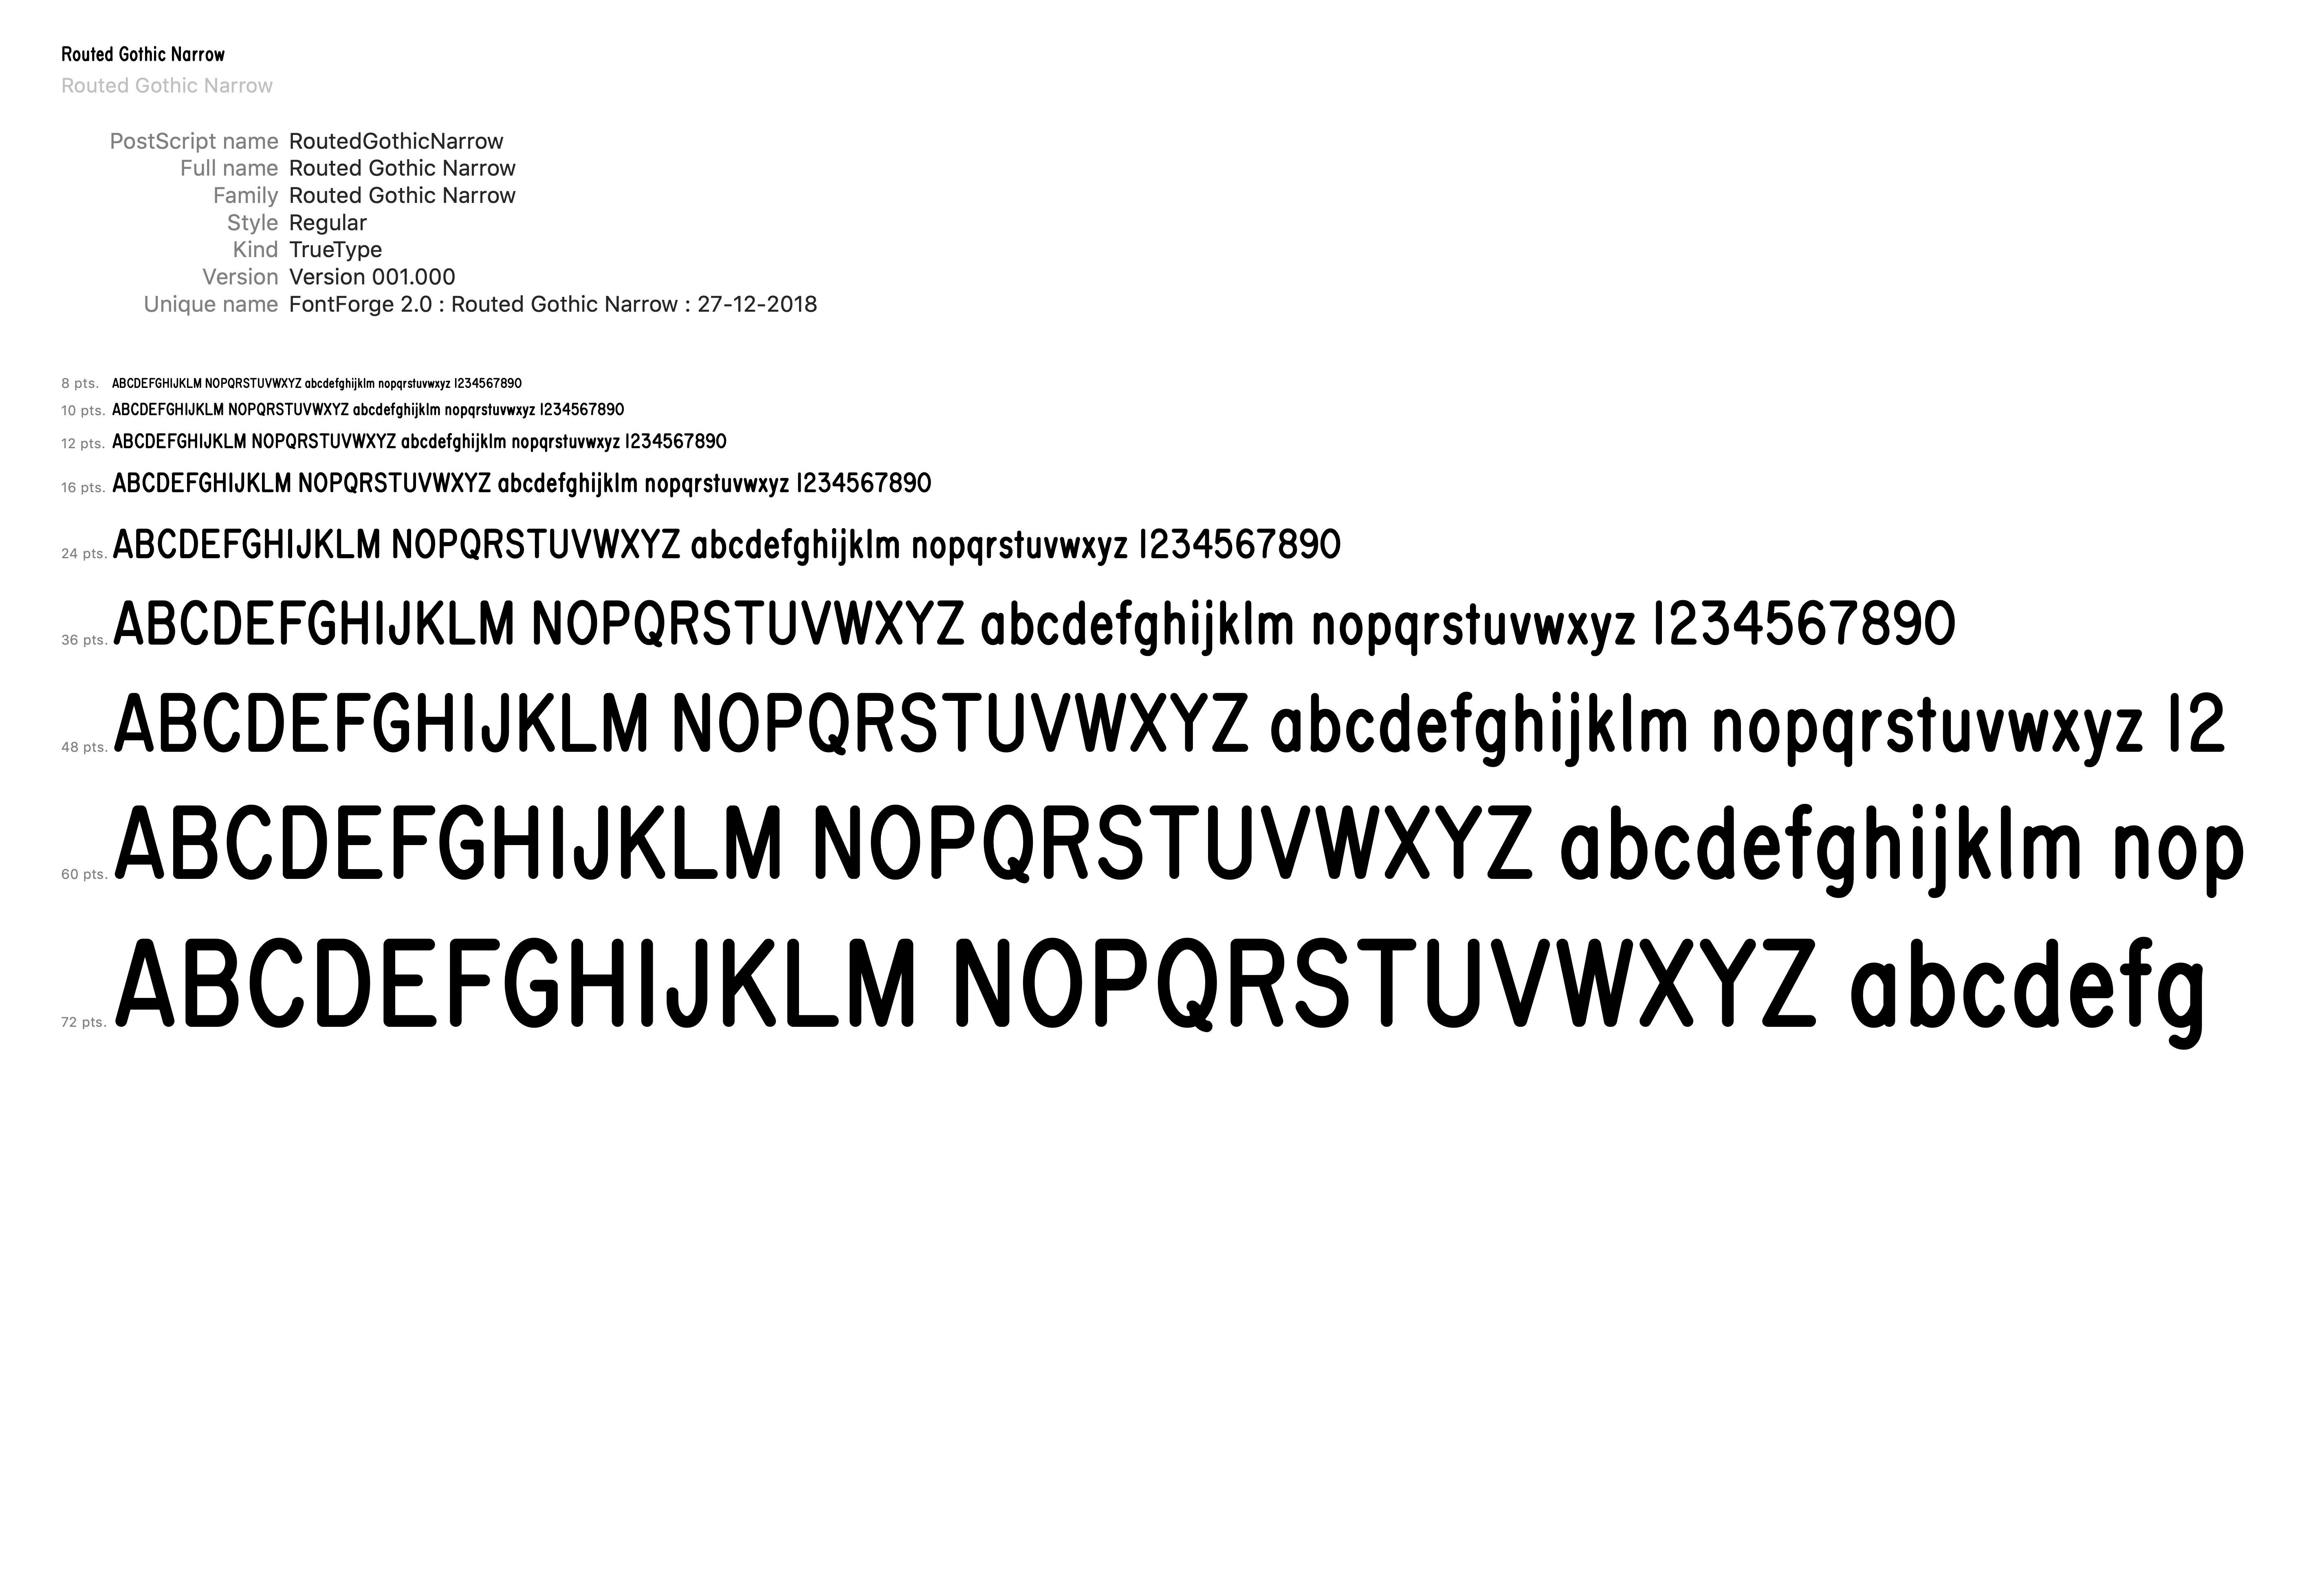 Routed Gothic Narrow
Routed Gothic Narrow
PostScript name RoutedGothicNarrow
Full name Routed Gothic Narrow
Family Routed Gothic Narrow
Style Regular
Kind TrueType
Version Version 001.000
Unique name FontForge 2.0 : Routed Gothic Narrow : 27-12-2018
8 pts. ABCDEFGHIJKLM NOPQRSTUVWXYZ abcdefghijklm nopqrstuvwxyz 1234567890
10 pts. ABCDEFGHIJKLM NOPQRSTUVWXYZ abcdefghijklm nopqrstuvwxyz 1234567890
12 pts. ABCDEFGHIJKLM NOPQRSTUVWXYZ abcdefghijklm nopqrstuvwxyz 1234567890
16 pts. ABCDEFGHIJKLM NOPQRSTUVWXYZ abcdefghijklm nopqrstuvwxyz 1234567890
24 pts. ABCDEFGHIJKLM NOPQRSTUVWXYZ abcdefghijklm nopqrstuvwxyz 1234567890
36 pts. ABCDEFGHIJKLM NOPQRSTUVWXYZ abcdefghijklm nopqrstuvwxyz 1234567890
48 pts. ABCDEFGHIJKLM NOPQRSTUVWXYZ abcdefghijklm nopqrstuvwxyz 12
60 pts. ABCDEFGHIJKLM NOPQRSTUVWXYZ abcdefghijklm nop
72 pts. ABCDEFGHIJKLM NOPQRSTUVWXYZ abcdefg